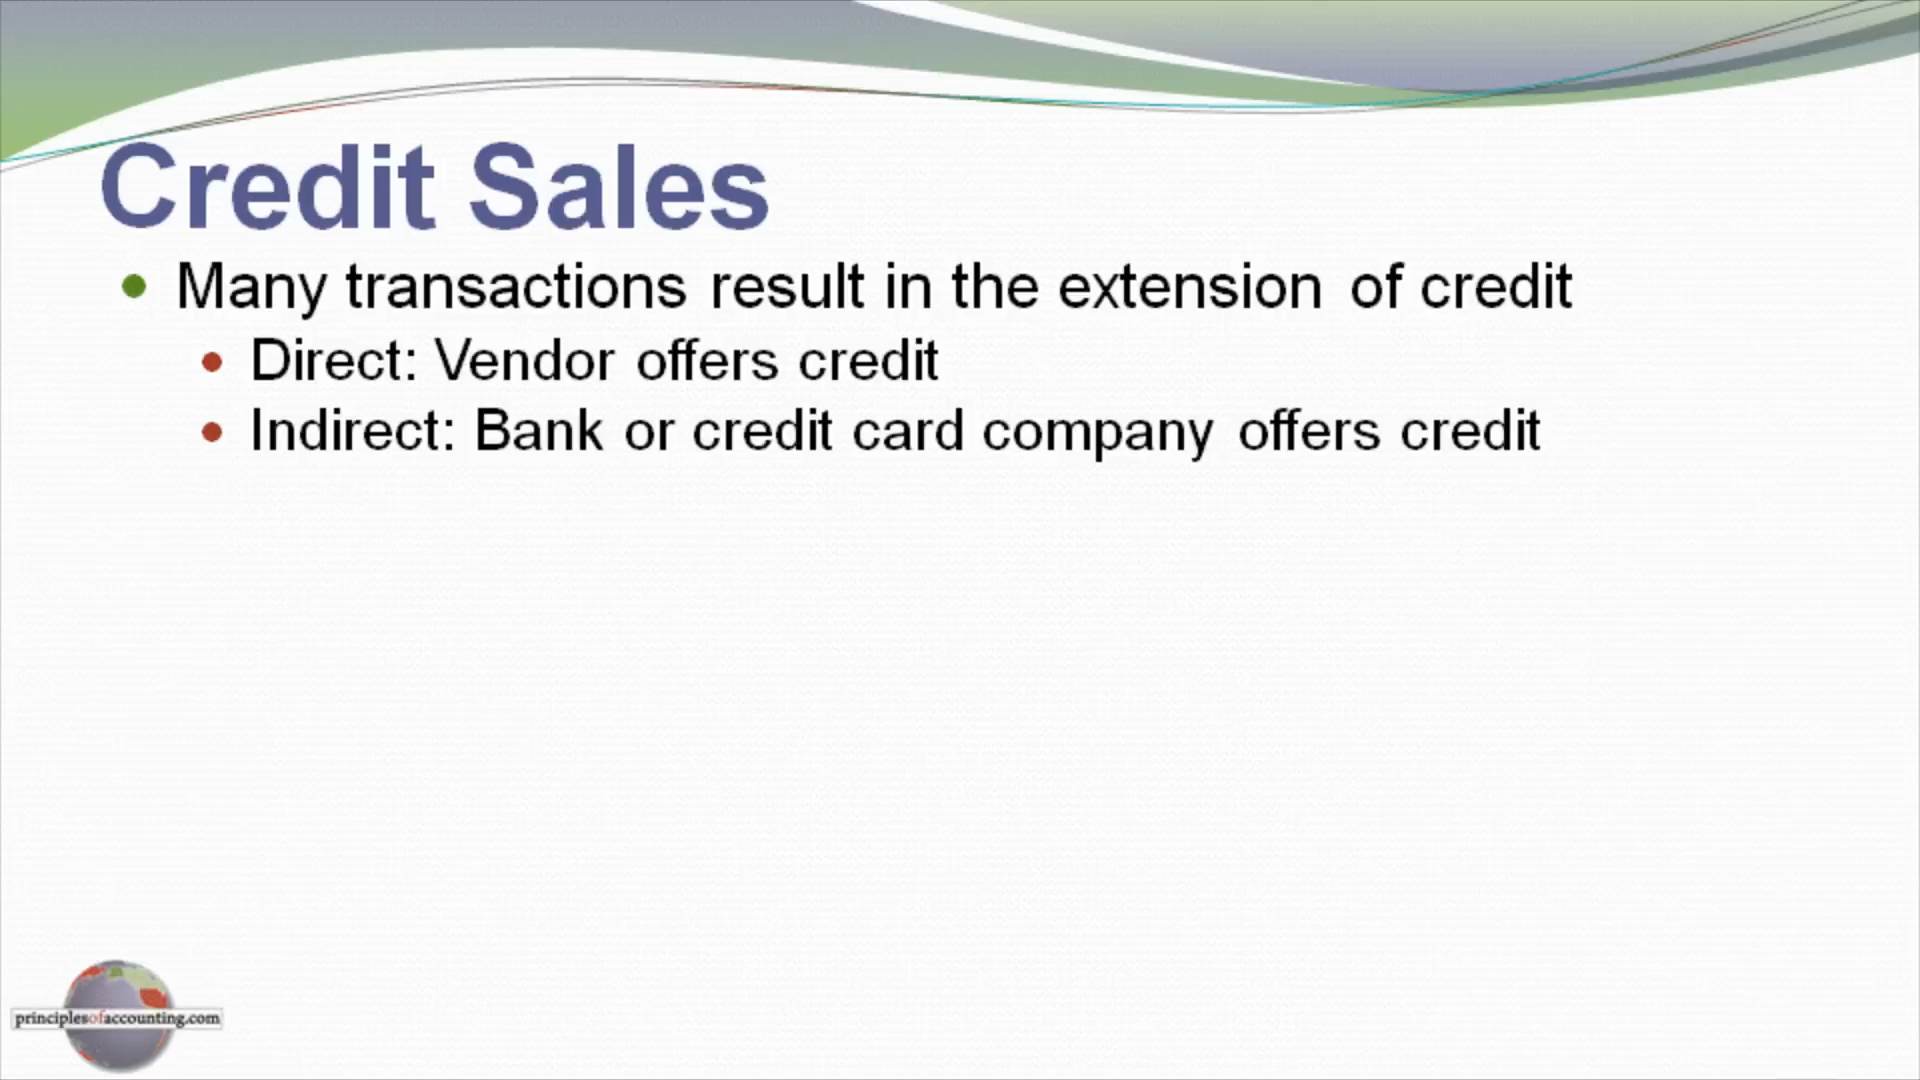 Credit Sales
Many transactions result in the extension of credit
Direct: Vendor offers credit
Indirect: Bank or credit card company offers credit
principlesofaccounting.com